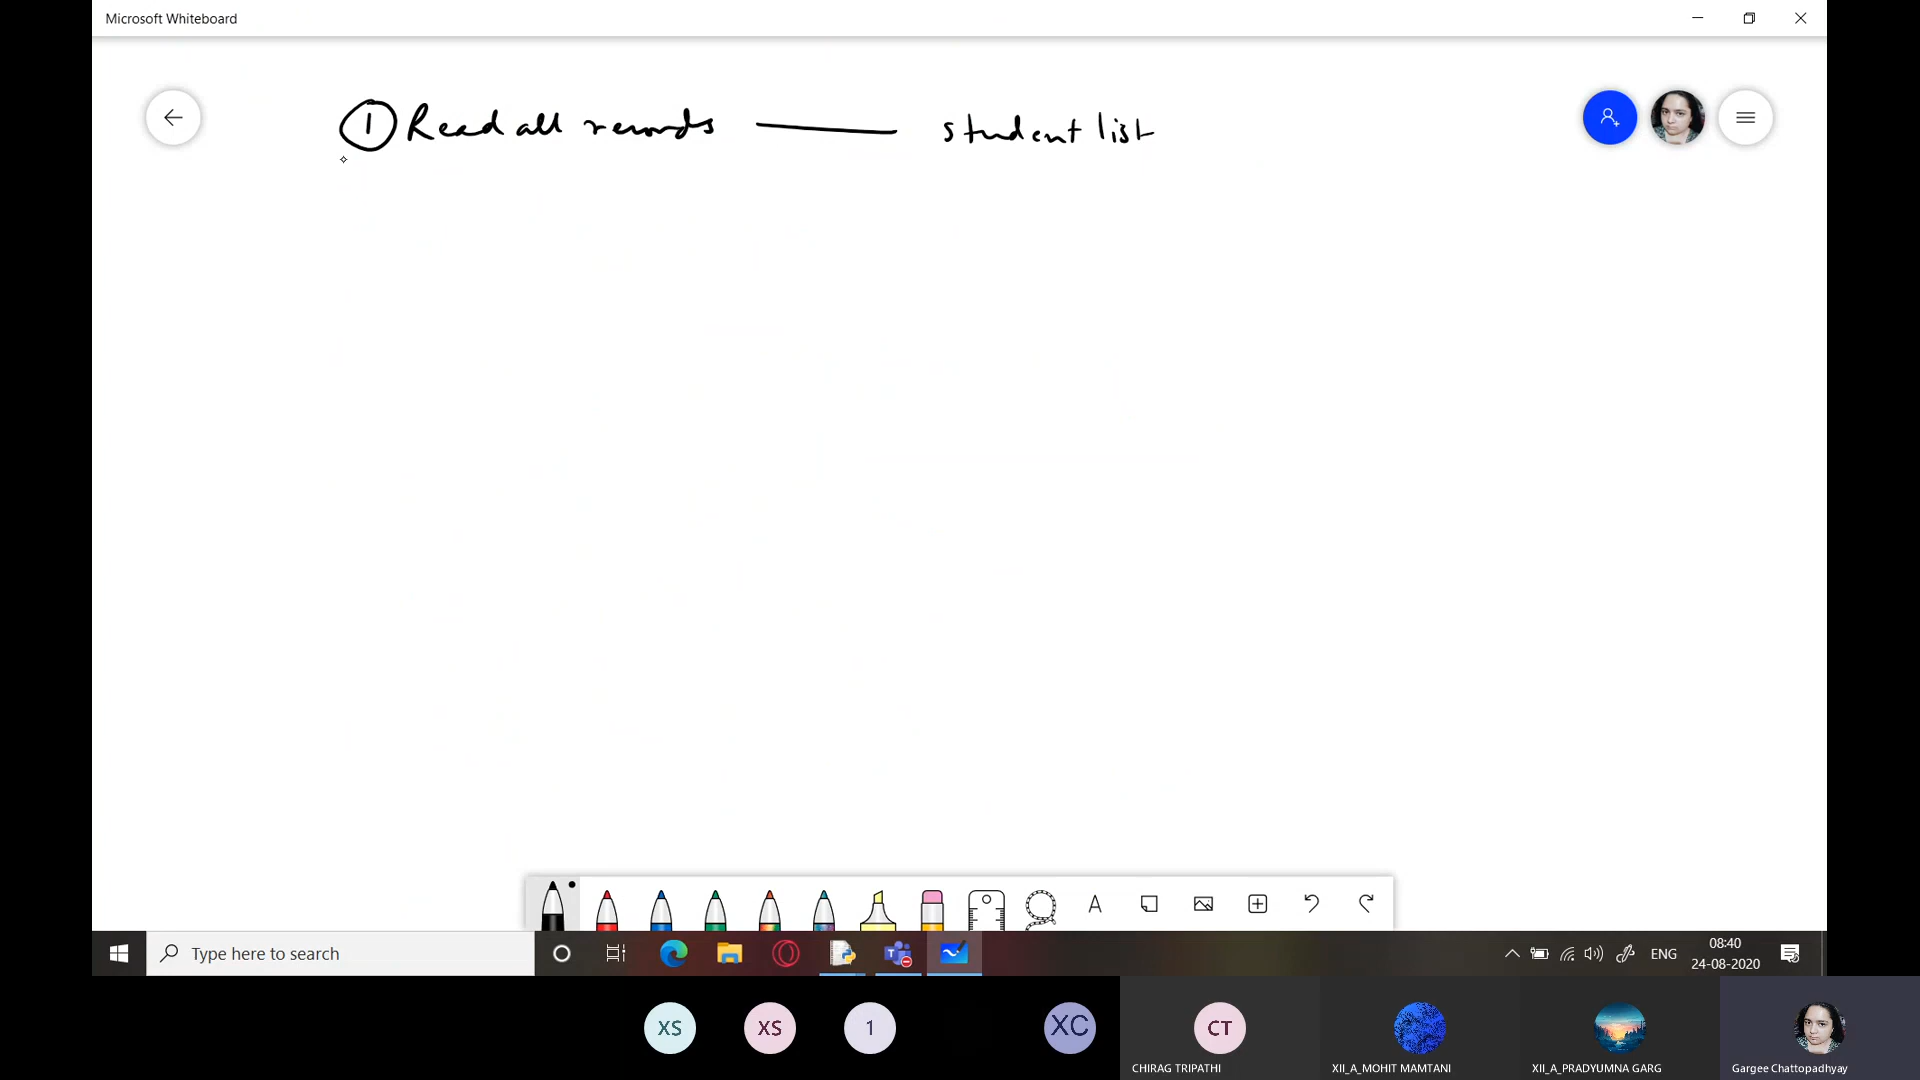 Microsoft Whiteboard
① Read all records —— student list
A
Type here to search
ENG
08:40
24-08-2020
XS
XS
1
XC
CT
CHIRAG TRIPATHI
XII_A_MOHIT MAMTANI
XII_A_PRADYUMNA GARG
Gargee Chattopadhyay